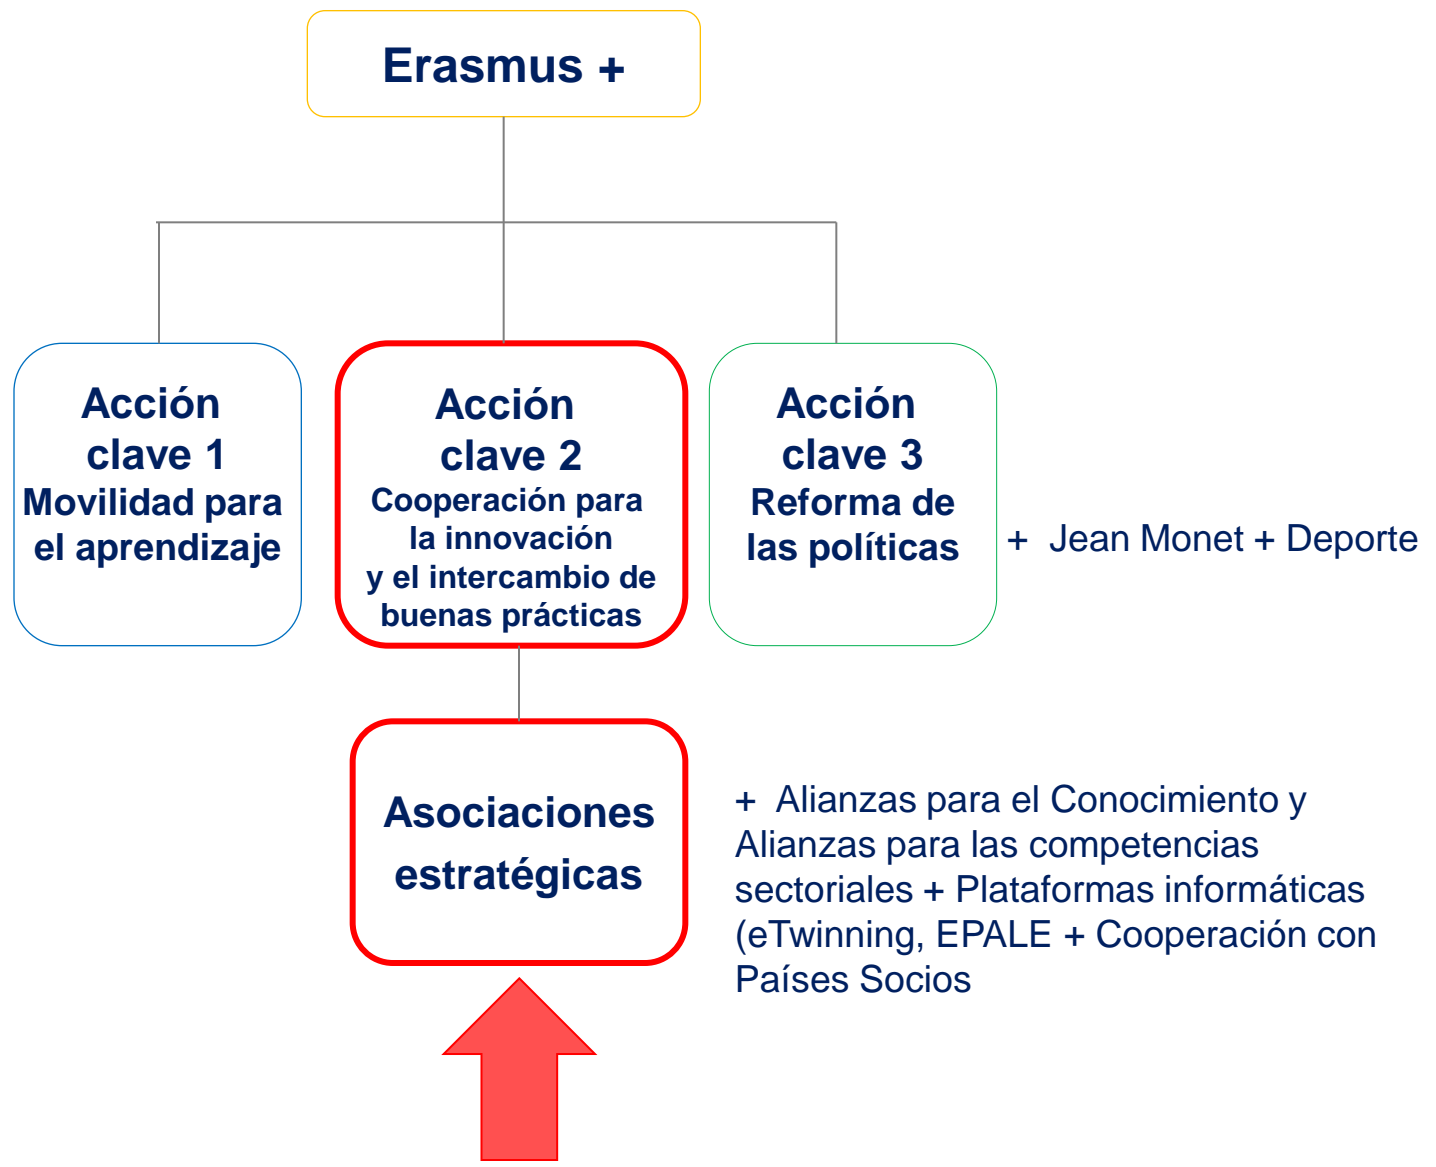 Erasmus +
Acción
clave 1
Movilidad para
el aprendizaje
Acción
clave 2
Cooperación para
la innovación
y el intercambio de
buenas prácticas
Acción
clave 3
Reforma de
las políticas
+ Jean Monet + Deporte
Asociaciones
estratégicas
+ Alianzas para el Conocimiento y
Alianzas para las competencias
sectoriales + Plataformas informáticas
(eTwinning, EPALE + Cooperación con
Países Socios